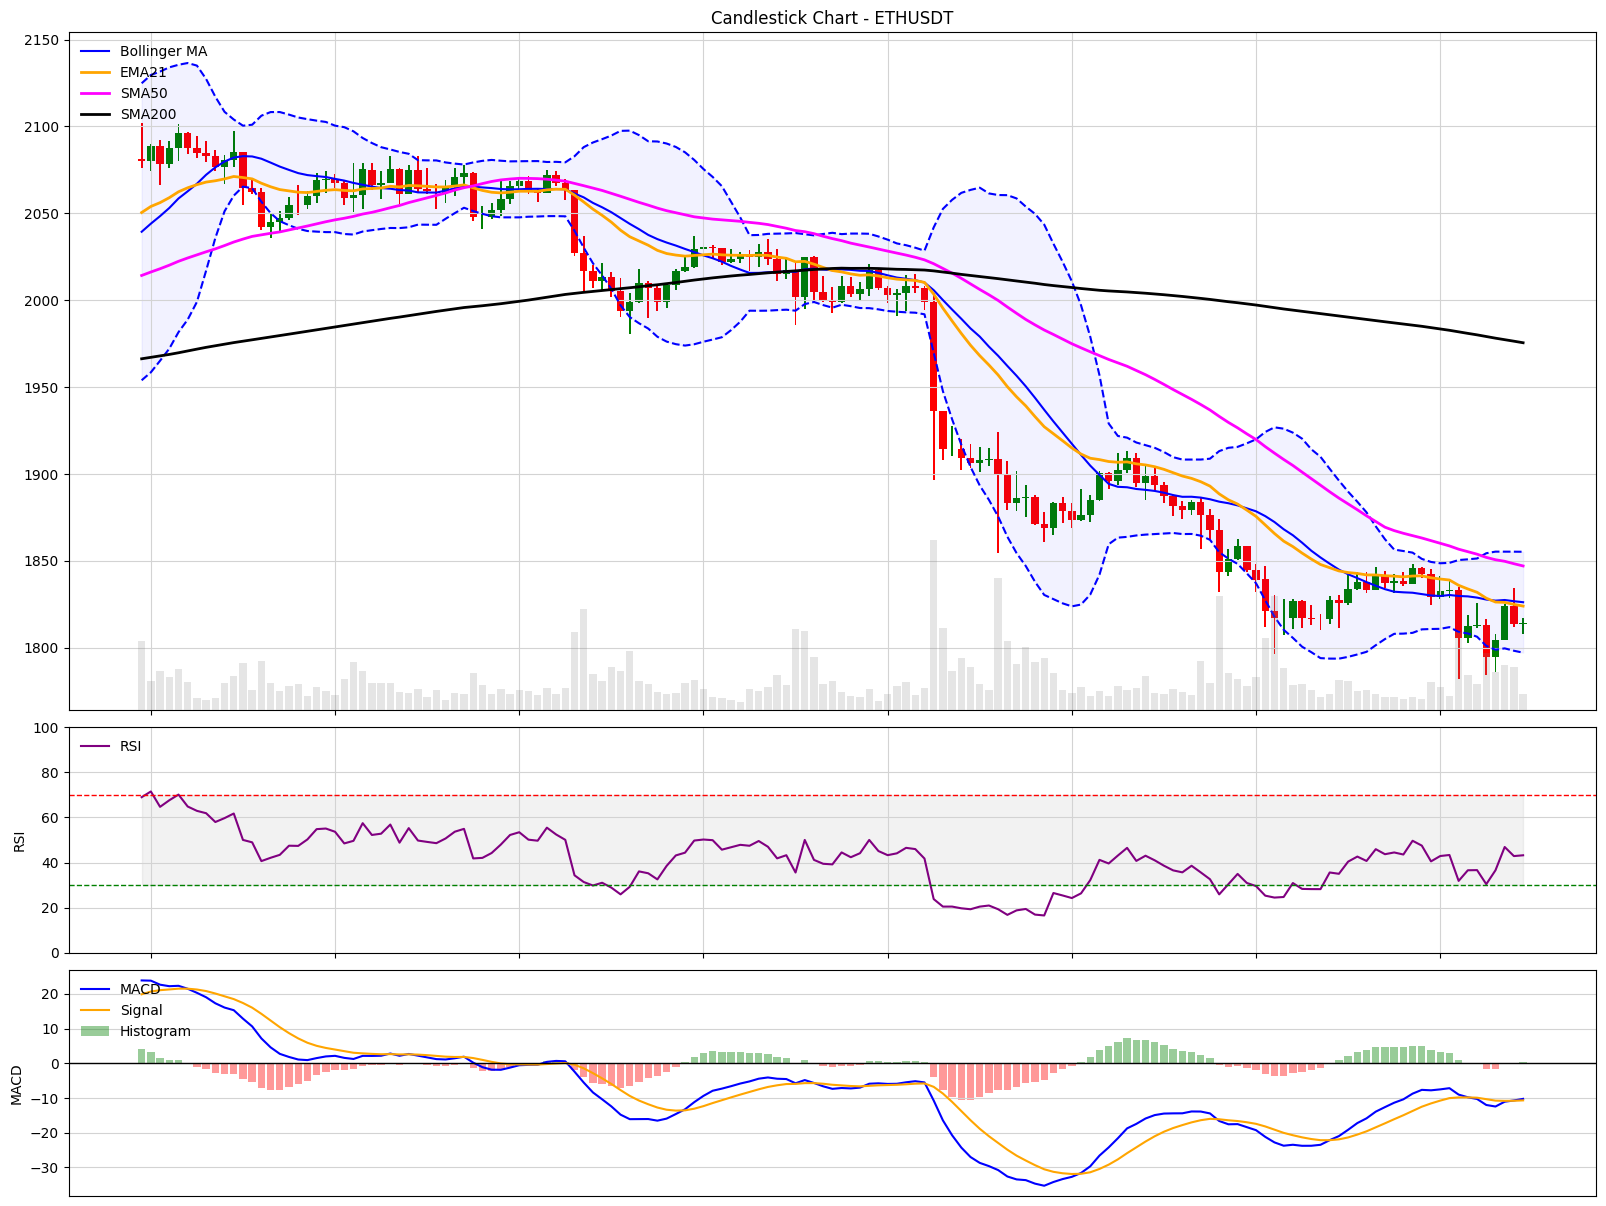 Candlestick Chart - ETHUSDT
2150
2100
2050
2000
1950
1900
1850
1800
Bollinger MA
EMA21
SMA50
SMA200
100
80
60
40
20
0
RSI
RSI
20
10
0
−10
−20
−30
MACD
MACD
Signal
Histogram